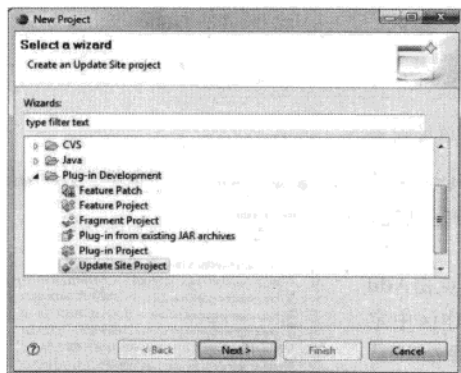 New Project
Select a wizard
Create an Update Site project
Wizards:
type filter text
CVS
Java
Plug-in Development
Feature Patch
Feature Project
Fragment Project
Plug-in from existing JAR archives
Plug-in Project
Update Site Project
< Back
Next >
Finish
Cancel